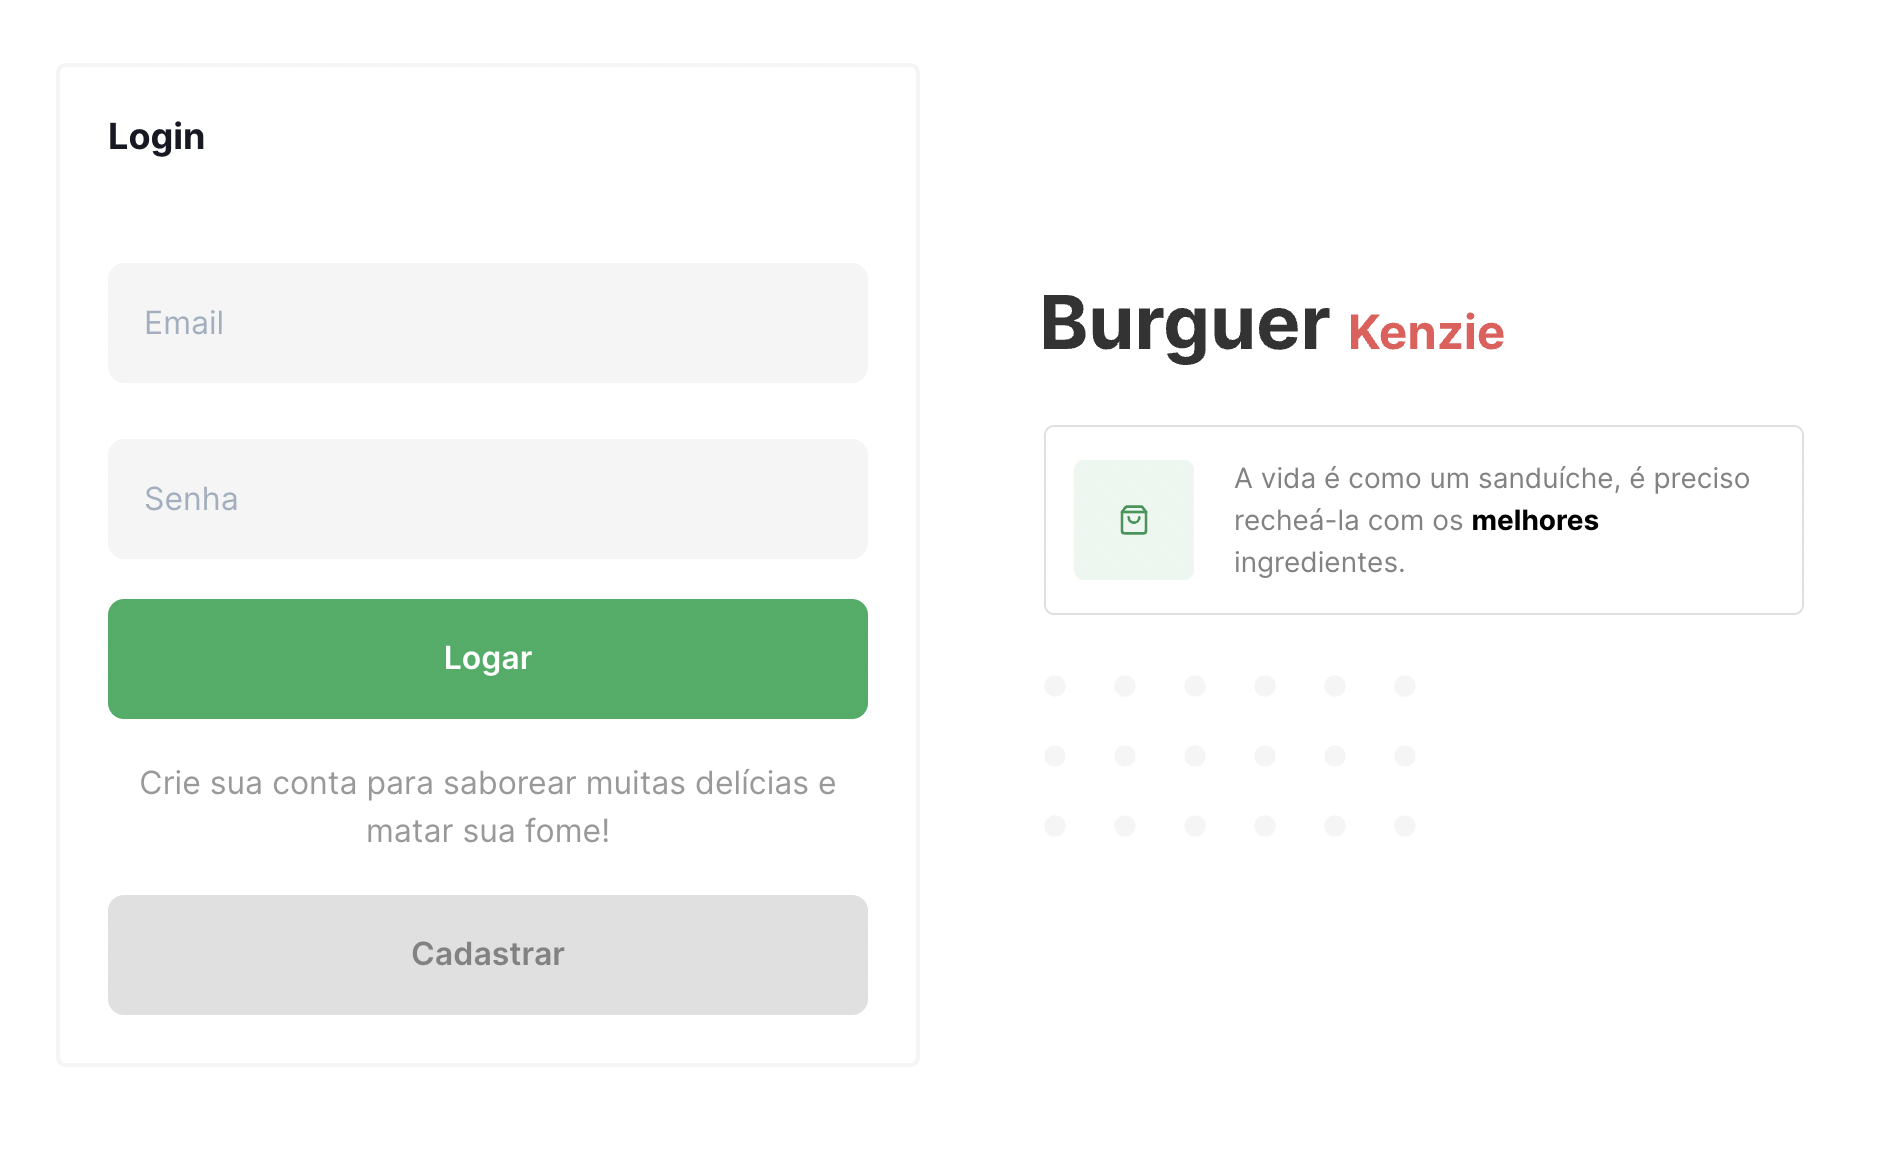 Login
Email
Senha
Logar
Crie sua conta para saborear muitas delícias e
matar sua fome!
Cadastrar
Burguer Kenzie
A vida é como um sanduíche, é preciso
recheá-la com os melhores
ingredientes.